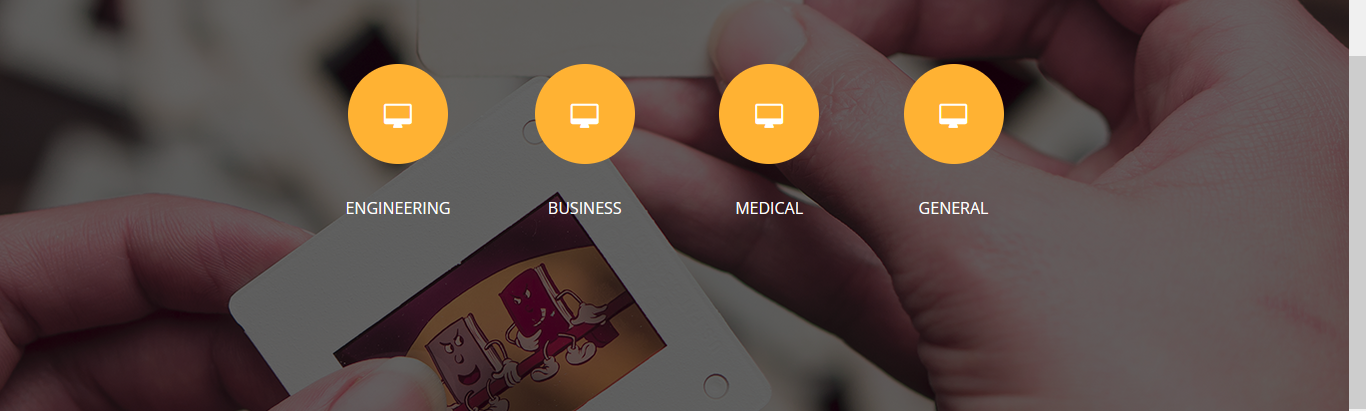 ENGINEERING
BUSINESS
MEDICAL
GENERAL